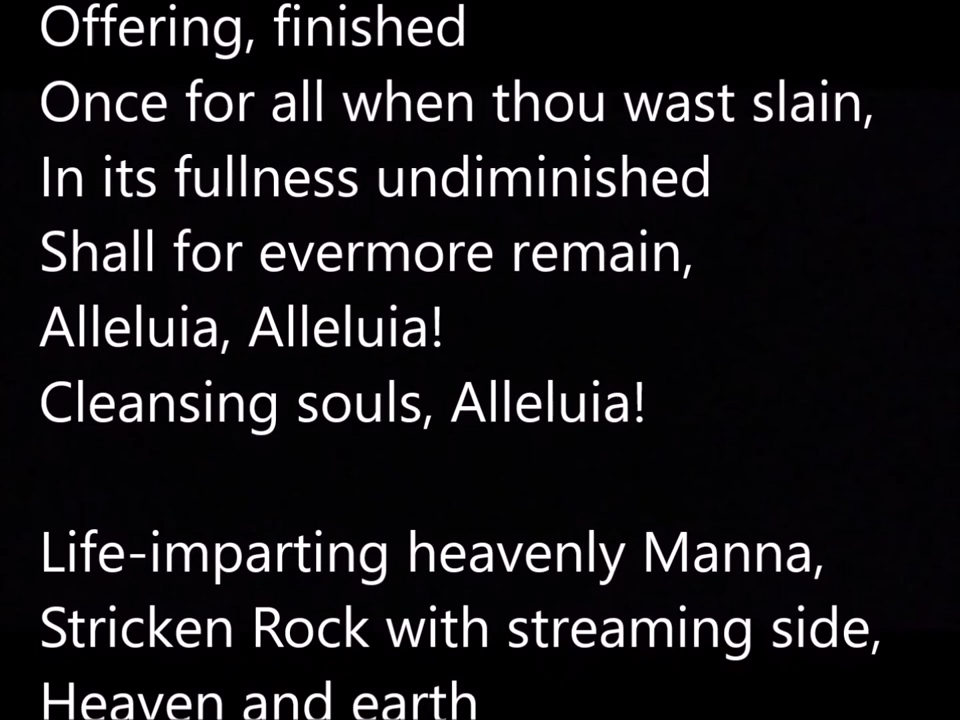 Offering, finished
Once for all when thou wast slain,
In its fullness undiminished
Shall for evermore remain,
Alleluia, Alleluia!
Cleansing souls, Alleluia!
Life-imparting heavenly Manna,
Stricken Rock with streaming side,
Heaven and earth